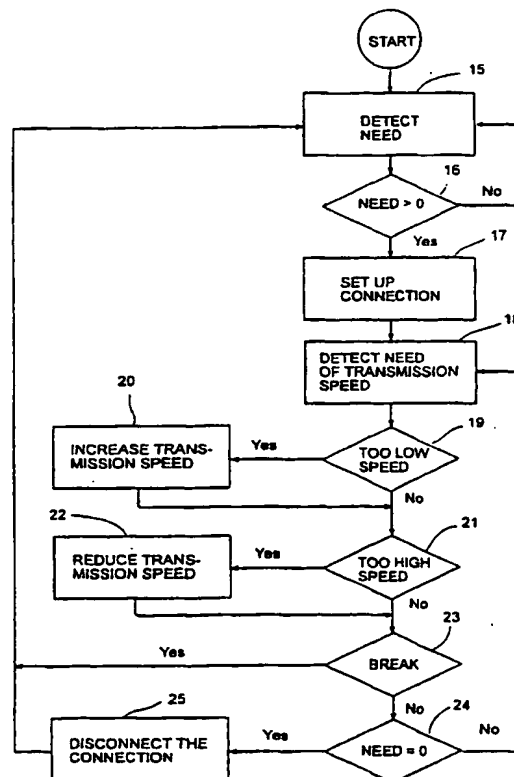 START
15
DETECT
NEED
16
NEED > 0
No
Yes
17
SET UP
CONNECTION
18
DETECT NEED
OF TRANSMISSION
SPEED
20
19
INCREASE TRANS-
MISSION SPEED
Yes
TOO LOW
SPEED
No
22
21
REDUCE TRANS-
MISSION SPEED
Yes
TOO HIGH
SPEED
No
23
Yes
BREAK
No
25
24
DISCONNECT THE
CONNECTION
Yes
NEED = 0
No